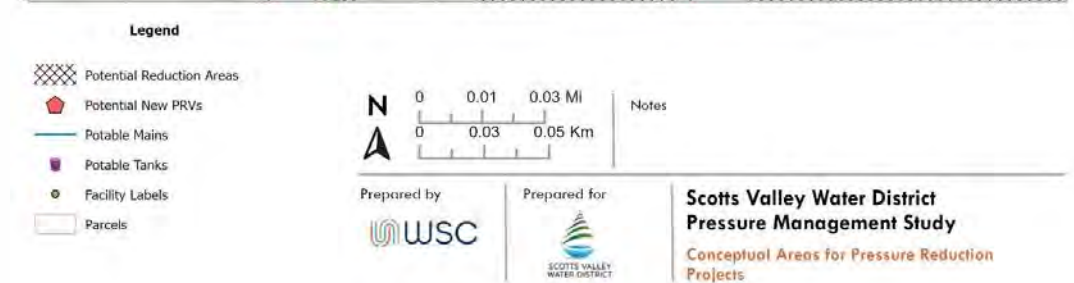 Legend
Potential Reduction Areas
Potential New PRVs
Potable Mains
Potable Tanks
Facility Labels
Parcels
N
0 0.01 0.03 Mi
0 0.03 0.05 Km
Notes
Prepared by
WSC
Prepared for
SCOTTS VALLEY
WATER DISTRICT
Scotts Valley Water District
Pressure Management Study
Conceptual Areas for Pressure Reduction
Projects